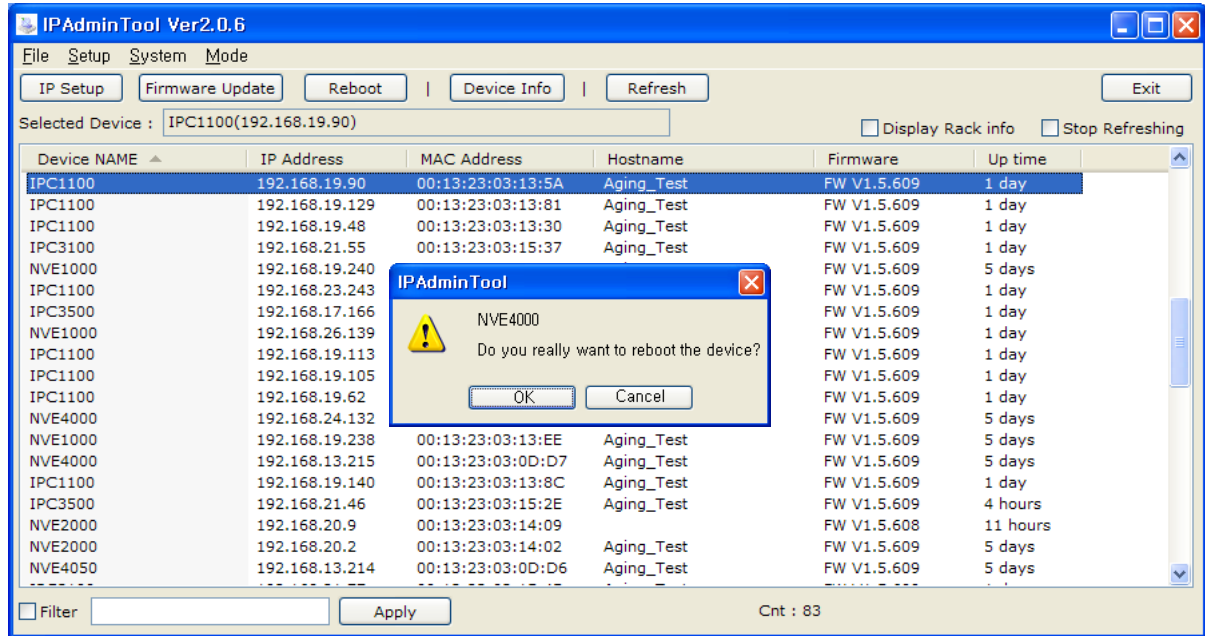 IPAdminTool Ver2.0.6
File Setup System Mode
IP Setup Firmware Update Reboot | Device Info | Refresh Exit
Selected Device : IPC1100(192.168.19.90) Display Rack info Stop Refreshing
Device NAME IP Address MAC Address Hostname Firmware Up time
IPC1100 192.168.19.90 00:13:23:03:13:5A Aging_Test FW V1.5.609 1 day
IPC1100 192.168.19.129 00:13:23:03:13:81 Aging_Test FW V1.5.609 1 day
IPC1100 192.168.19.48 00:13:23:03:13:30 Aging_Test FW V1.5.609 1 day
IPC3100 192.168.21.55 00:13:23:03:15:37 Aging_Test FW V1.5.609 1 day
NVE1000 192.168.19.240 FW V1.5.609 5 days
IPC1100 192.168.23.243 FW V1.5.609 1 day
IPC3500 192.168.17.166 FW V1.5.609 1 day
NVE1000 192.168.26.139 FW V1.5.609 1 day
IPC1100 192.168.19.113 FW V1.5.609 1 day
IPC1100 192.168.19.105 FW V1.5.609 1 day
IPC1100 192.168.19.62 FW V1.5.609 1 day
NVE4000 192.168.24.132 FW V1.5.609 5 days
IPAdminTool
NVE4000
Do you really want to reboot the device?
OK Cancel
NVE1000 192.168.19.238 00:13:23:03:13:EE Aging_Test FW V1.5.609 5 days
NVE4000 192.168.13.215 00:13:23:03:0D:D7 Aging_Test FW V1.5.609 5 days
IPC1100 192.168.19.140 00:13:23:03:13:8C Aging_Test FW V1.5.609 1 day
IPC3500 192.168.21.46 00:13:23:03:15:2E Aging_Test FW V1.5.609 4 hours
NVE2000 192.168.20.9 00:13:23:03:14:09 FW V1.5.608 11 hours
NVE2000 192.168.20.2 00:13:23:03:14:02 Aging_Test FW V1.5.609 5 days
NVE4050 192.168.13.214 00:13:23:03:0D:D6 Aging_Test FW V1.5.609 5 days
Filter Apply Cnt : 83